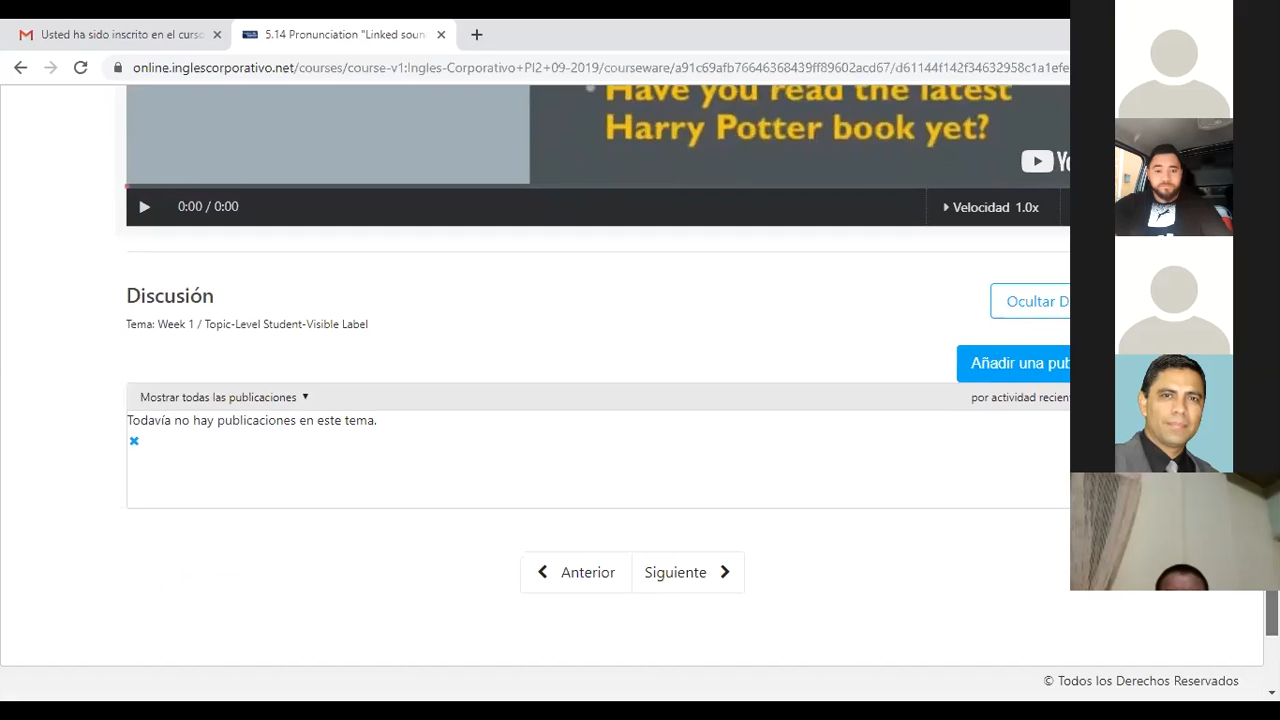 Usted ha sido inscrito en el curso
5.14 Pronunciation "Linked soun
online.inglescorporativo.net/courses/course-v1:Ingles-Corporativo+PI2+09-2019/courseware/a91c69afb76646368439ff89602acd67/d61144f142f34632958c1a1efe
Have you read the latest
Harry Potter book yet?
Yo
0:00 / 0:00
Velocidad 1.0x
Discusión
Ocultar D
Tema: Week 1 / Topic-Level Student-Visible Label
Añadir una pub
Mostrar todas las publicaciones
por actividad recien
Todavía no hay publicaciones en este tema.
Anterior
Siguiente
© Todos los Derechos Reservados